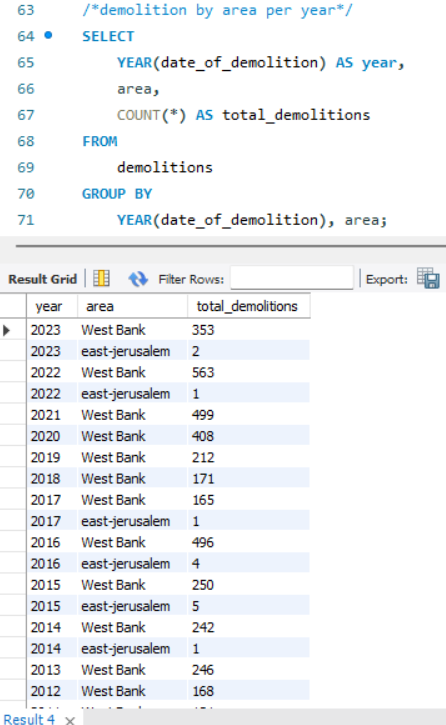 63 /*demolition by area per year*/
64 SELECT
65 YEAR(date_of_demolition) AS year,
66 area,
67 COUNT(*) AS total_demolitions
68 FROM
69 demolitions
70 GROUP BY
71 YEAR(date_of_demolition), area;
Result Grid Filter Rows: Export:
year area total_demolitions
2023 West Bank 353
2023 east-jerusalem 2
2022 West Bank 563
2022 east-jerusalem 1
2021 West Bank 499
2020 West Bank 408
2019 West Bank 212
2018 West Bank 171
2017 West Bank 165
2017 east-jerusalem 1
2016 West Bank 496
2016 east-jerusalem 4
2015 West Bank 250
2015 east-jerusalem 5
2014 West Bank 242
2014 east-jerusalem 1
2013 West Bank 246
2012 West Bank 168
Result 4 ×